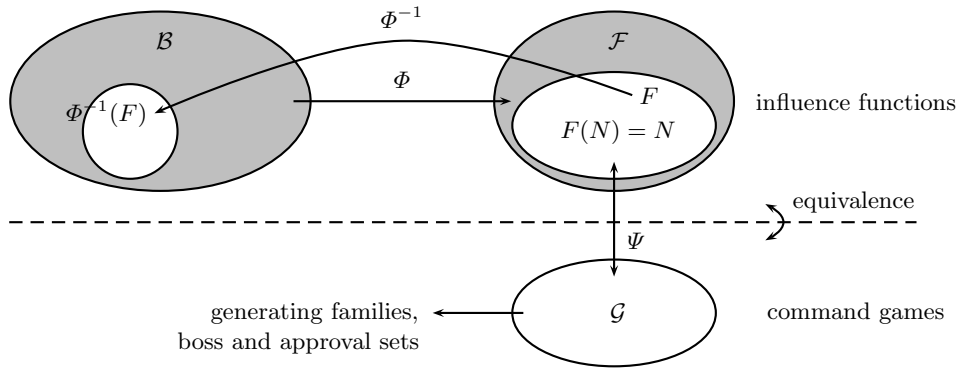 Φ⁻¹
ℬ
ℱ
Φ
Φ⁻¹(F)
F
influence functions
F(N) = N
equivalence
Ψ
generating families,
𝒢
command games
boss and approval sets